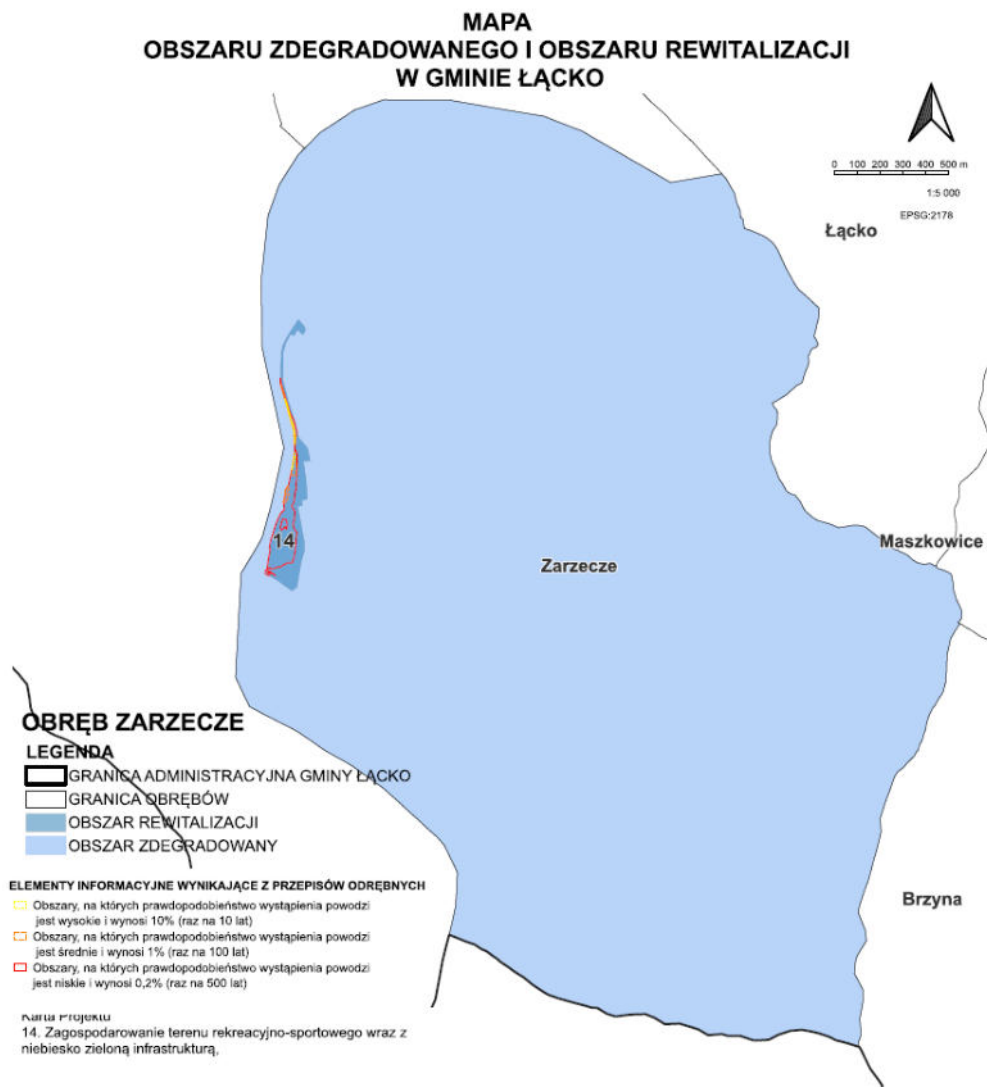 MAPA
OBSZARU ZDEGRADOWANEGO I OBSZARU REWITALIZACJI
W GMINIE ŁĄCKO
0 100 200 300 400 500 m
1:5 000
EPSG:2178
Łącko
Maszkowice
Zarzecze
14
Brzyna
OBRĘB ZARZECZE
LEGENDA
GRANICA ADMINISTRACYJNA GMINY ŁĄCKO
GRANICA OBRĘBÓW
OBSZAR REWITALIZACJI
OBSZAR ZDEGRADOWANY
ELEMENTY INFORMACYJNE WYNIKAJĄCE Z PRZEPISÓW ODRĘBNYCH
Obszary, na których prawdopodobieństwo wystąpienia powodzi
jest wysokie i wynosi 10% (raz na 10 lat)
Obszary, na których prawdopodobieństwo wystąpienia powodzi
jest średnie i wynosi 1% (raz na 100 lat)
Obszary, na których prawdopodobieństwo wystąpienia powodzi
jest niskie i wynosi 0,2% (raz na 500 lat)
Karta Projektu
14. Zagospodarowanie terenu rekreacyjno-sportowego wraz z
niebiesko zieloną infrastrukturą,